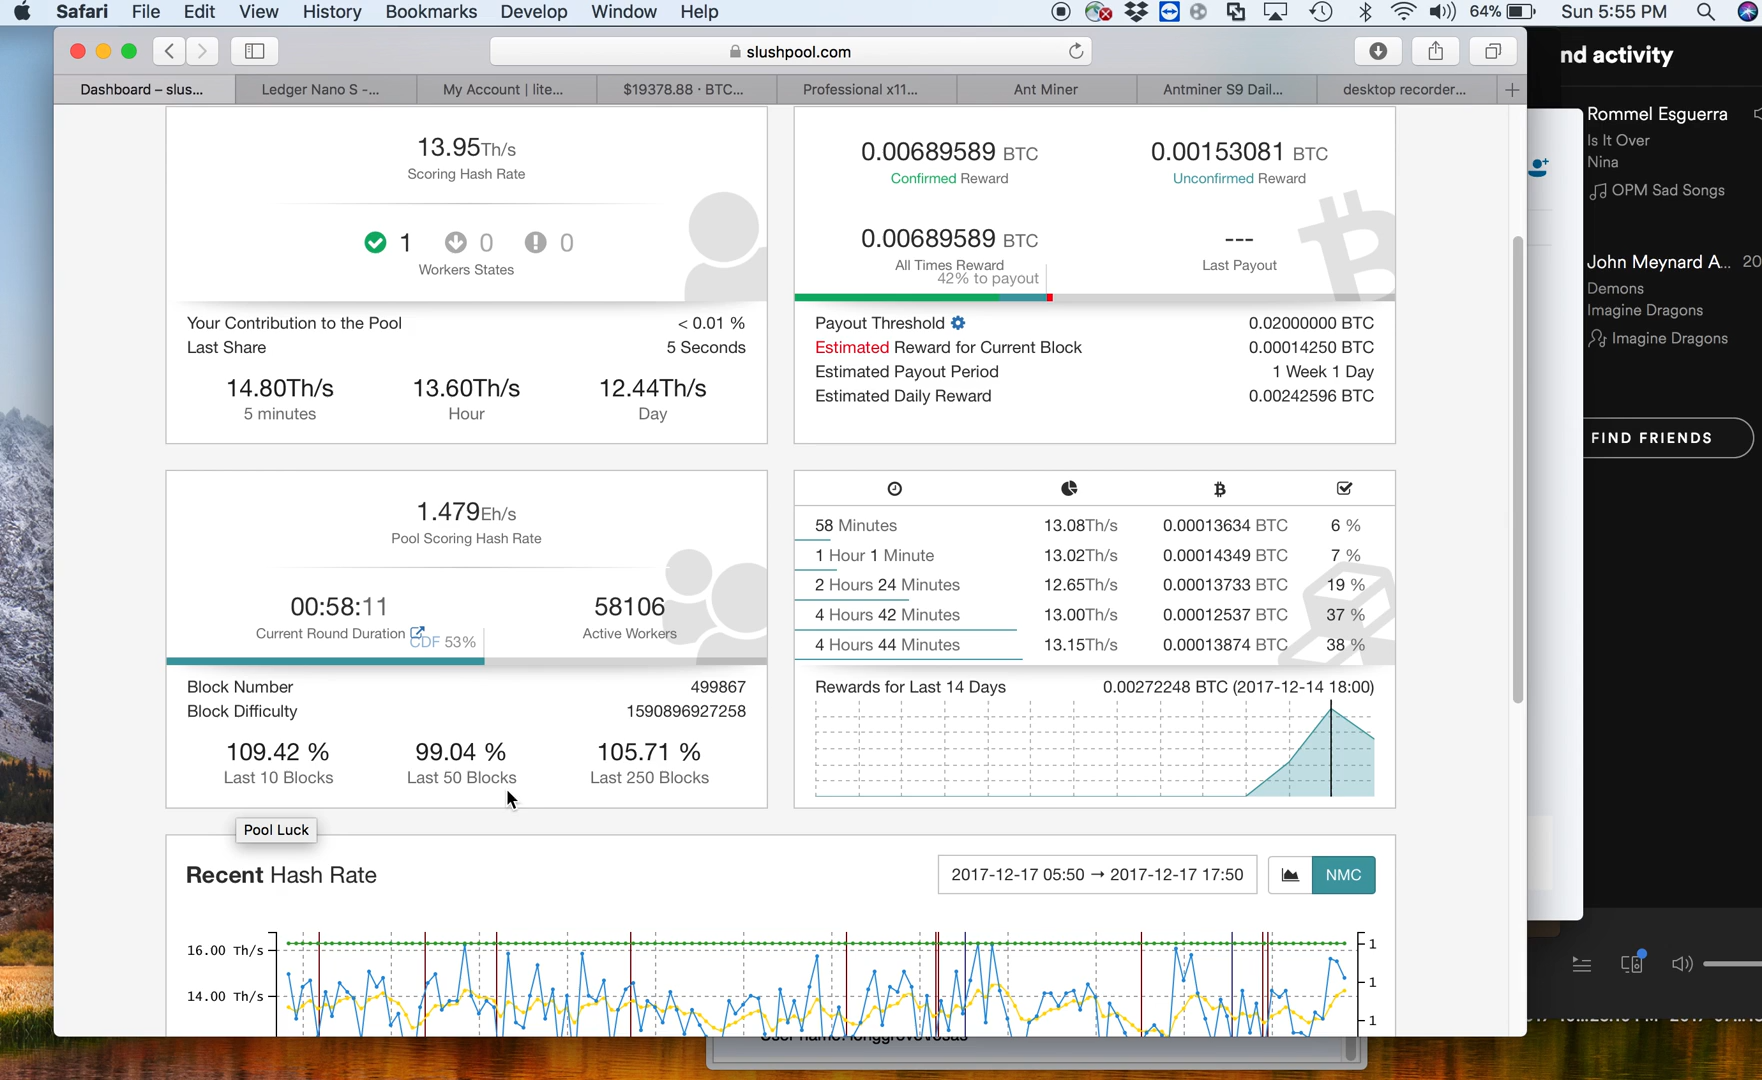 Safari File Edit View History Bookmarks Develop Window Help 64% Sun 5:55 PM
slushpool.com
Dashboard – slus... Ledger Nano S -... My Account | lite... $19378.88 · BTC... Professional x11... Ant Miner Antminer S9 Dail... desktop recorder...
13.95Th/s
Scoring Hash Rate
1 0 0
Workers States
Your Contribution to the Pool < 0.01 %
Last Share 5 Seconds
14.80Th/s 13.60Th/s 12.44Th/s
5 minutes Hour Day
0.00689589 BTC 0.00153081 BTC
Confirmed Reward Unconfirmed Reward
0.00689589 BTC ---
All Times Reward Last Payout
42% to payout
Payout Threshold 0.02000000 BTC
Estimated Reward for Current Block 0.00014250 BTC
Estimated Payout Period 1 Week 1 Day
Estimated Daily Reward 0.00242596 BTC
1.479Eh/s
Pool Scoring Hash Rate
00:58:11 58106
Current Round Duration Active Workers
CDF 53%
Block Number 499867
Block Difficulty 1590896927258
109.42 % 99.04 % 105.71 %
Last 10 Blocks Last 50 Blocks Last 250 Blocks
Pool Luck
58 Minutes 13.08Th/s 0.00013634 BTC 6 %
1 Hour 1 Minute 13.02Th/s 0.00014349 BTC 7 %
2 Hours 24 Minutes 12.65Th/s 0.00013733 BTC 19 %
4 Hours 42 Minutes 13.00Th/s 0.00012537 BTC 37 %
4 Hours 44 Minutes 13.15Th/s 0.00013874 BTC 38 %
Rewards for Last 14 Days 0.00272248 BTC (2017-12-14 18:00)
Recent Hash Rate 2017-12-17 05:50 → 2017-12-17 17:50 NMC
16.00 Th/s 1
14.00 Th/s 1
1
nd activity
Rommel Esguerra
Is It Over
Nina
OPM Sad Songs
John Meynard A... 20
Demons
Imagine Dragons
Imagine Dragons
FIND FRIENDS